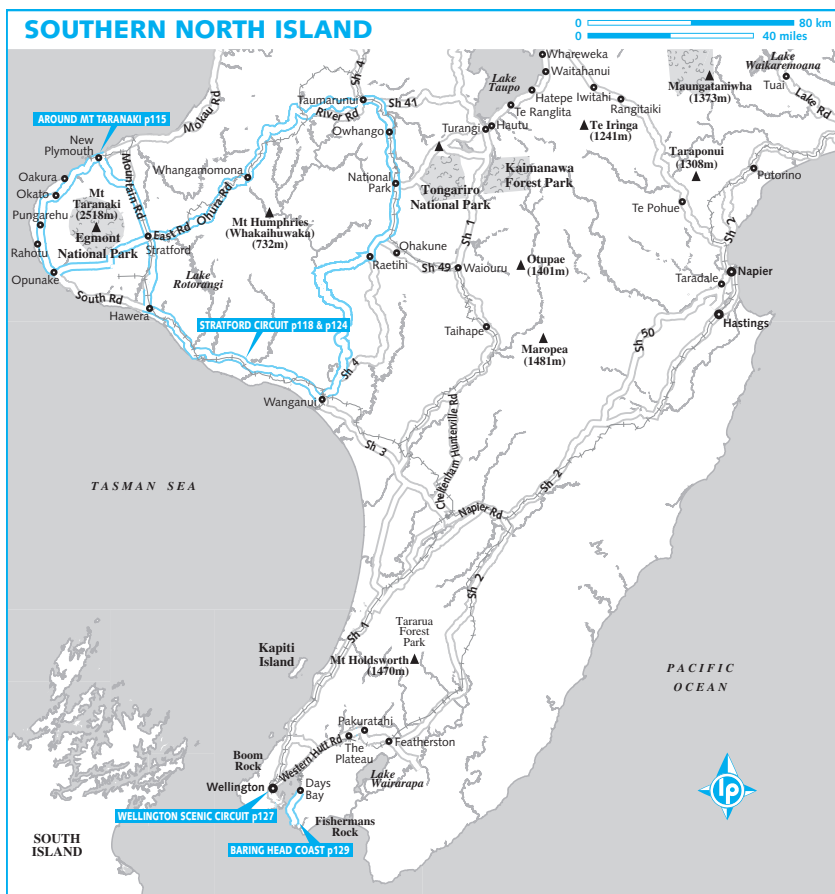 SOUTHERN NORTH ISLAND
0 80 km
0 40 miles
Whareweka
Waitahanui
Lake
Taupo
Hatepe
Iwitahi
Rangitaiki
Te Ranglita
Hautu
Turangi
Te Iringa
(1241m)
Maungataniwha
(1373m)
Lake
Waikaremoana
Tuai
Lake Rd
Taraponui
(1308m)
Putorino
Te Pohue
Sh 4
Sh 41
Taumarunui
River Rd
Owhango
Mokau Rd
AROUND MT TARANAKI p115
New
Plymouth
Oakura
Okato
Mountain Rd
Mt
Taranaki
(2518m)
Pungarehu
Egmont
National Park
Rahotu
Opunake
South Rd
Hawera
Whangamomona
Ohura Rd
East Rd
Stratford
Mt Humphries
(Whakaihuwaka)
(732m)
Lake
Rotorangi
National
Park
Tongariro
National Park
Kaimanawa
Forest Park
Sh 1
Ohakune
Raetihi
Sh 49
Waiouru
Otupae
(1401m)
Sh 2
Napier
Taradale
Hastings
STRATFORD CIRCUIT p118 & p124
Taihape
Maropea
(1481m)
Sh 50
Sh 4
Wanganui
Sh 3
Cheltenham Hunterville Rd
Sh 2
Napier Rd
TASMAN SEA
Sh 2
Tararua
Forest
Park
Sh 1
Kapiti
Island
Mt Holdsworth
(1470m)
PACIFIC
OCEAN
Pakuratahi
The
Plateau
Featherston
Western Hutt Rd
Boom
Rock
Wellington
Days
Bay
Lake
Wairarapa
lp
WELLINGTON SCENIC CIRCUIT p127
Fishermans
Rock
SOUTH
ISLAND
BARING HEAD COAST p129